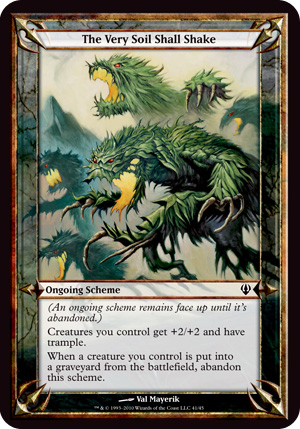 The Very Soil Shall Shake
Ongoing Scheme
(An ongoing scheme remains face up until it's
abandoned.)
Creatures you control get +2/+2 and have
trample.
When a creature you control is put into
a graveyard from the battlefield, abandon
this scheme.
Val Mayerik
™ & © 1993–2010 Wizards of the Coast LLC 41/45